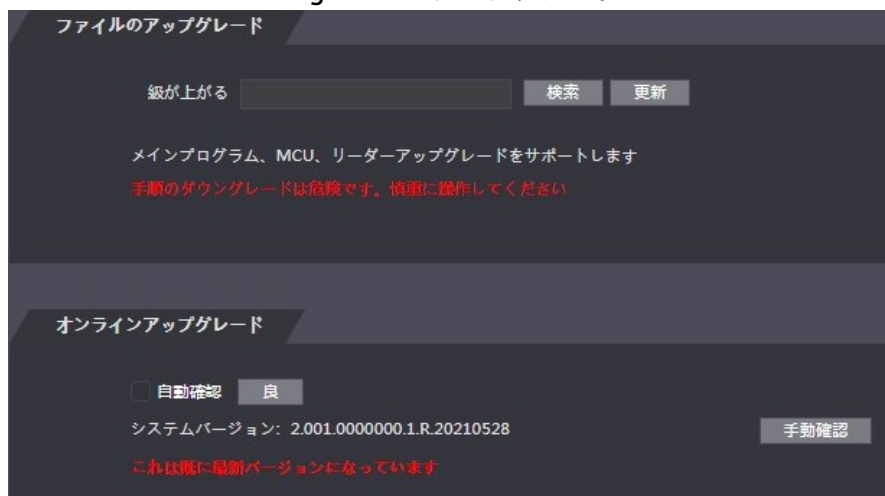 ファイルのアップグレード
級が上がる 検索 更新
メインプログラム、MCU、リーダーアップグレードをサポートします
手順のダウングレードは危険です。慎重に操作してください
オンラインアップグレード
自動確認 良
システムバージョン: 2.001.0000000.1.R.20210528 手動確認
これは既に最新バージョンになっています